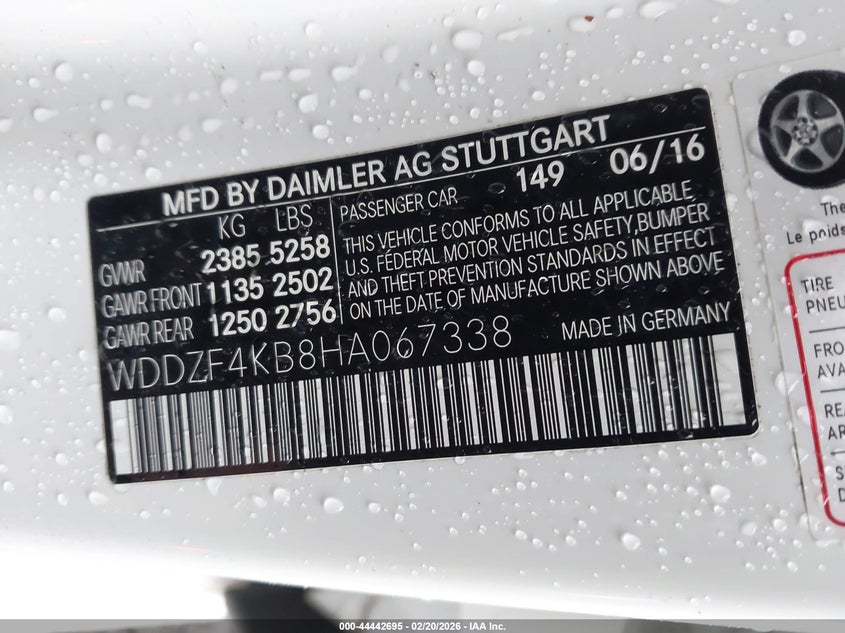 MFD BY DAIMLER AG STUTTGART
KG LBS
GVWR 2385 5258
GAWR FRONT 1135 2502
GAWR REAR 1250 2756
PASSENGER CAR 149 06/16
THIS VEHICLE CONFORMS TO ALL APPLICABLE
U.S. FEDERAL MOTOR VEHICLE SAFETY, BUMPER
AND THEFT PREVENTION STANDARDS IN EFFECT
ON THE DATE OF MANUFACTURE SHOWN ABOVE
WDDZF4KB8HA067338
MADE IN GERMANY
The
Le poids
TIRE
PNEU
FRO
AVA
RE
AR
S
D
000-44442695 - 02/20/2026 - IAA Inc.